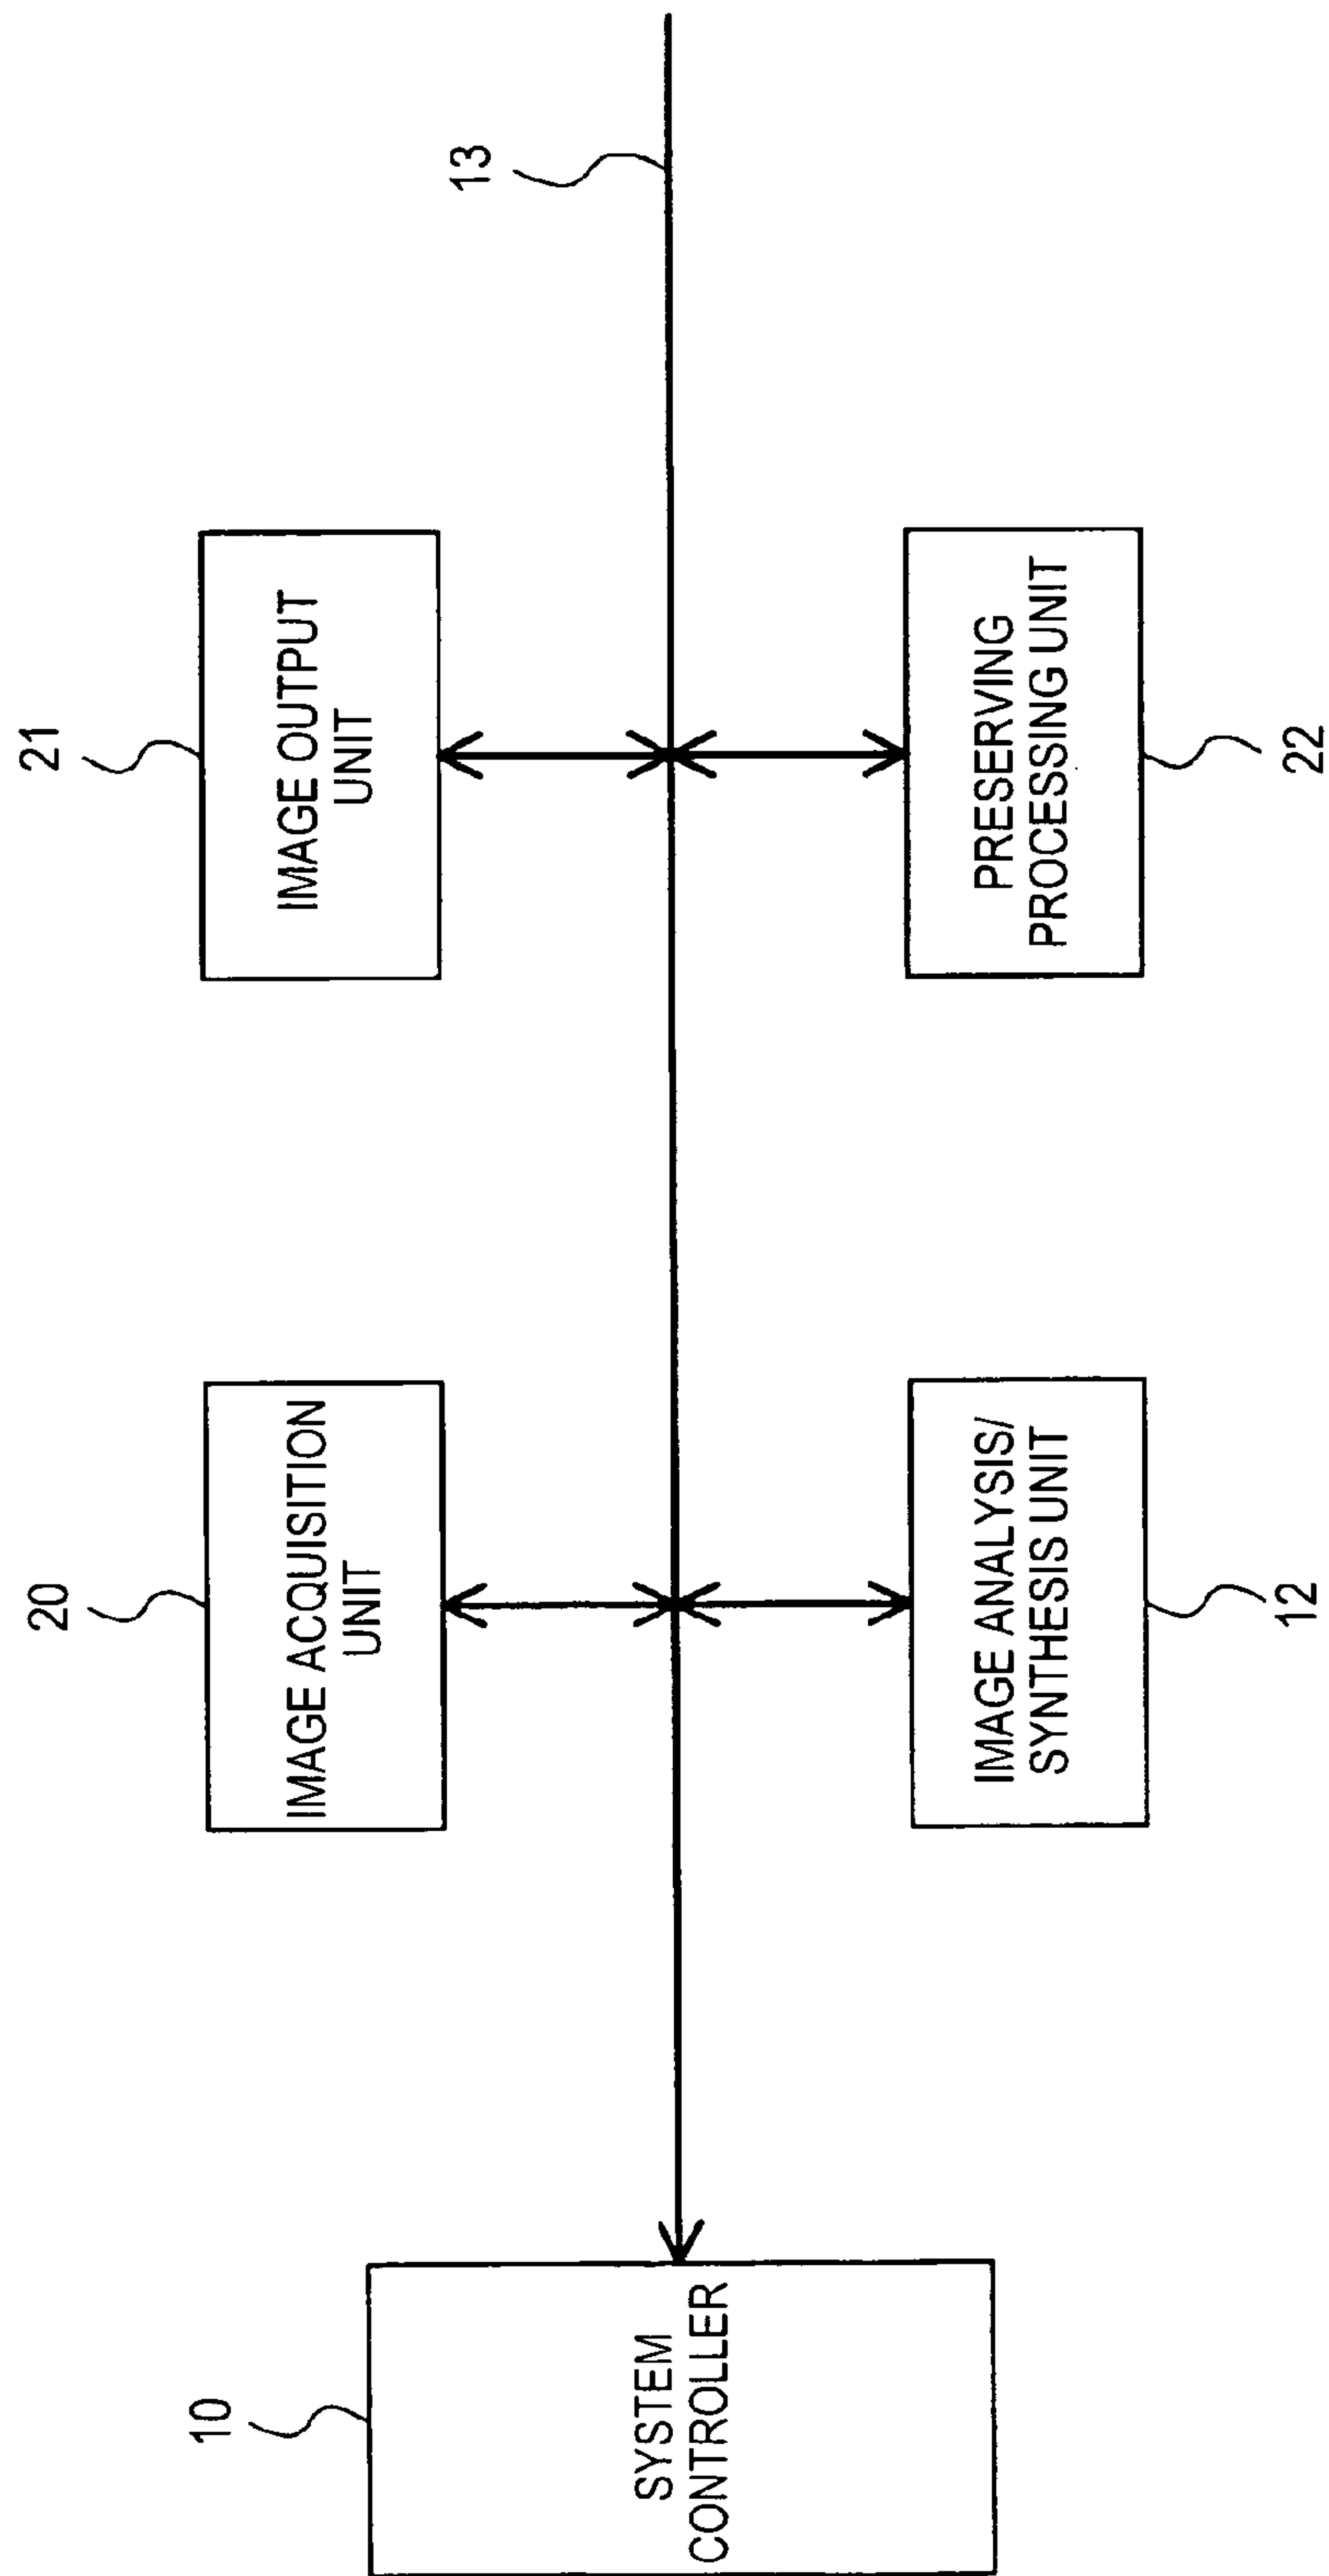 10
SYSTEM
CONTROLLER
20
IMAGE ACQUISITION
UNIT
21
IMAGE OUTPUT
UNIT
13
IMAGE ANALYSIS/
SYNTHESIS UNIT
12
PRESERVING
PROCESSING UNIT
22